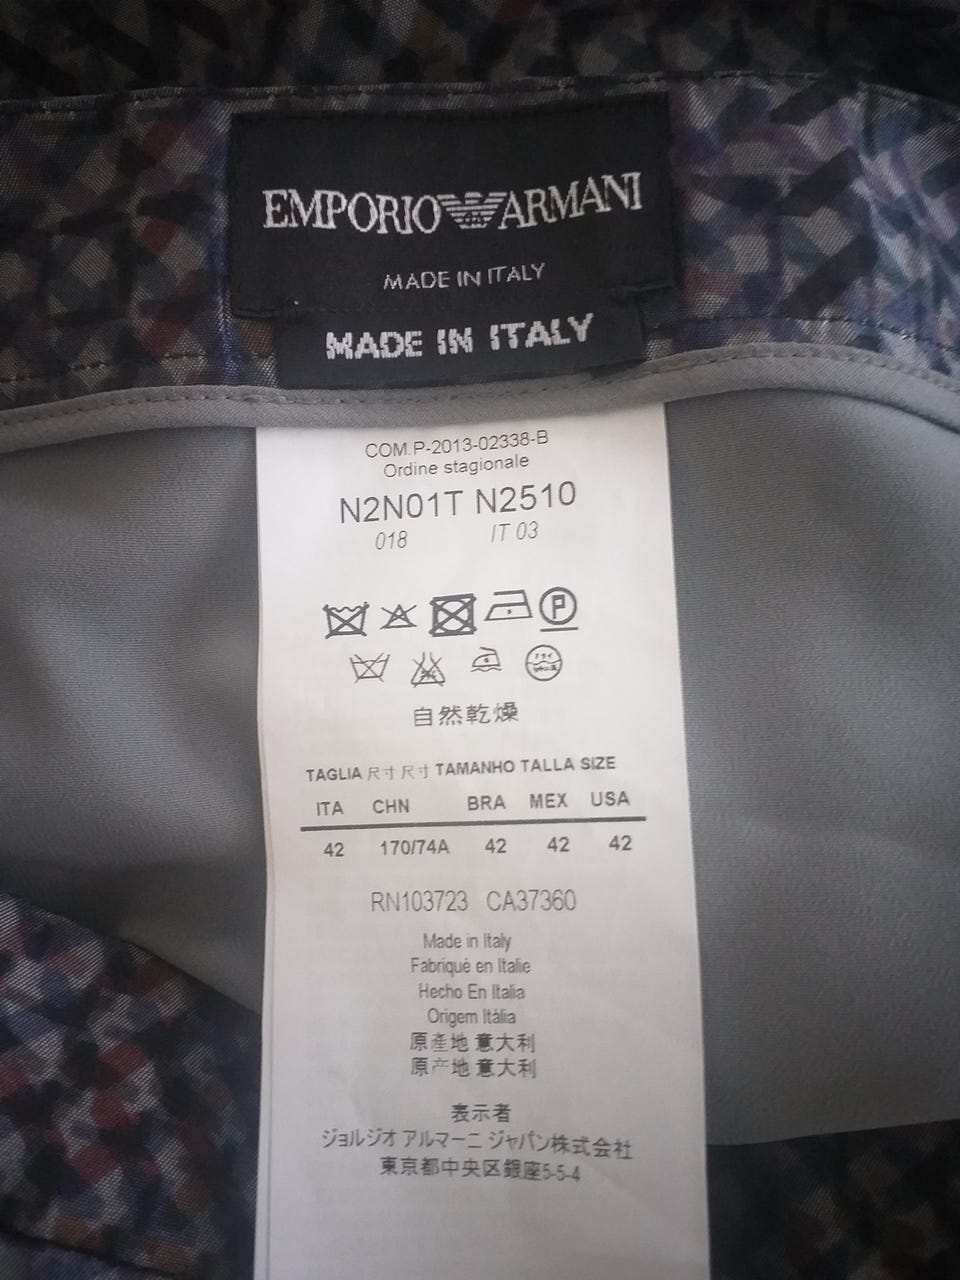 EMPORIO ARMANI
MADE IN ITALY
MADE IN ITALY
COM.P-2013-02338-B
Ordine stagionale
N2N01T N2510
018 IT 03
P
自然乾燥
TAGLIA 尺寸 尺寸 TAMANHO TALLA SIZE
ITA CHN BRA MEX USA
42 170/74A 42 42 42
RN103723 CA37360
Made in Italy
Fabriqué en Italie
Hecho En Italia
Origem Itália
原產地 意大利
原产地 意大利
表示者
ジョルジオ アルマーニ ジャパン株式会社
東京都中央区銀座5-5-4